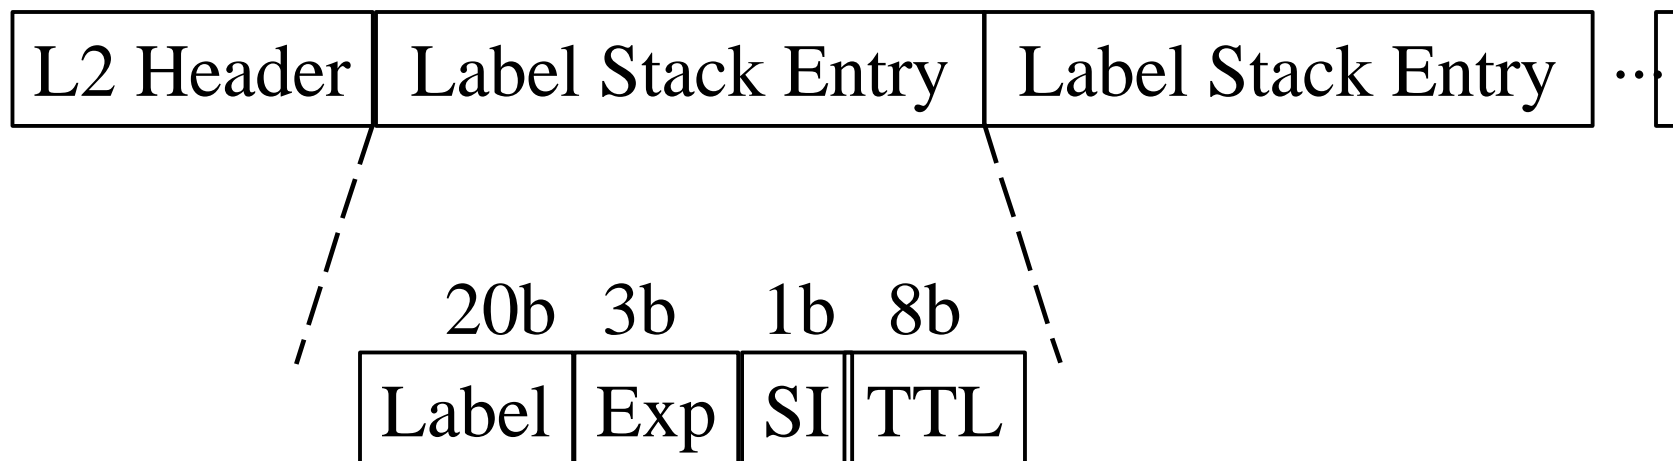 L2 Header Label Stack Entry Label Stack Entry ...
20b 3b 1b 8b
Label Exp SI TTL